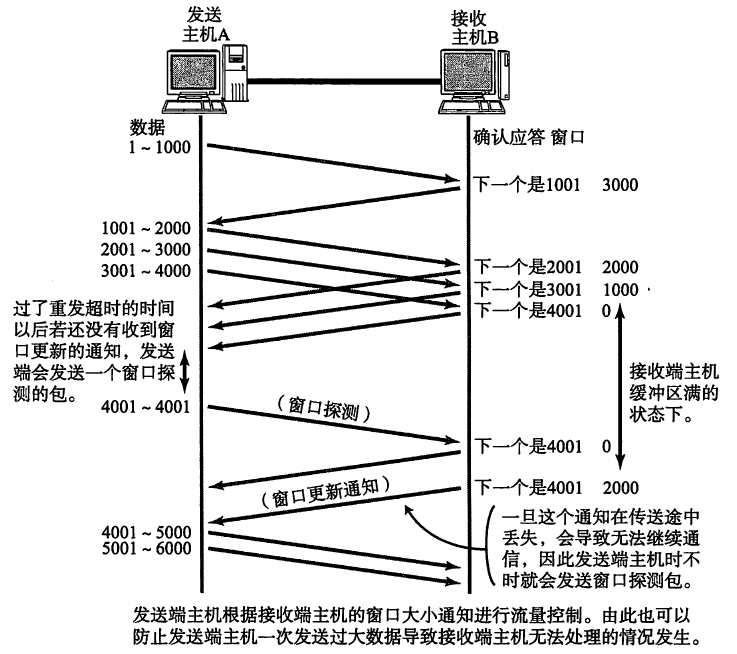 发送
主机A
接收
主机B
数据
确认应答 窗口
1 ~ 1000
下一个是1001 3000
1001 ~ 2000
2001 ~ 3000
3001 ~ 4000
下一个是2001 2000
下一个是3001 1000
下一个是4001 0
过了重发超时的时间
以后若还没有收到窗
口更新的通知，发送
端会发送一个窗口探
测的包。
接收端主机
缓冲区满的
状态下。
4001 ~ 4001
（窗口探测）
下一个是4001 0
（窗口更新通知）
下一个是4001 2000
4001 ~ 5000
5001 ~ 6000
一旦这个通知在传送途中
丢失，会导致无法继续通
信，因此发送端主机时不
时就会发送窗口探测包。
发送端主机根据接收端主机的窗口大小通知进行流量控制。由此也可以
防止发送端主机一次发送过大数据导致接收端主机无法处理的情况发生。